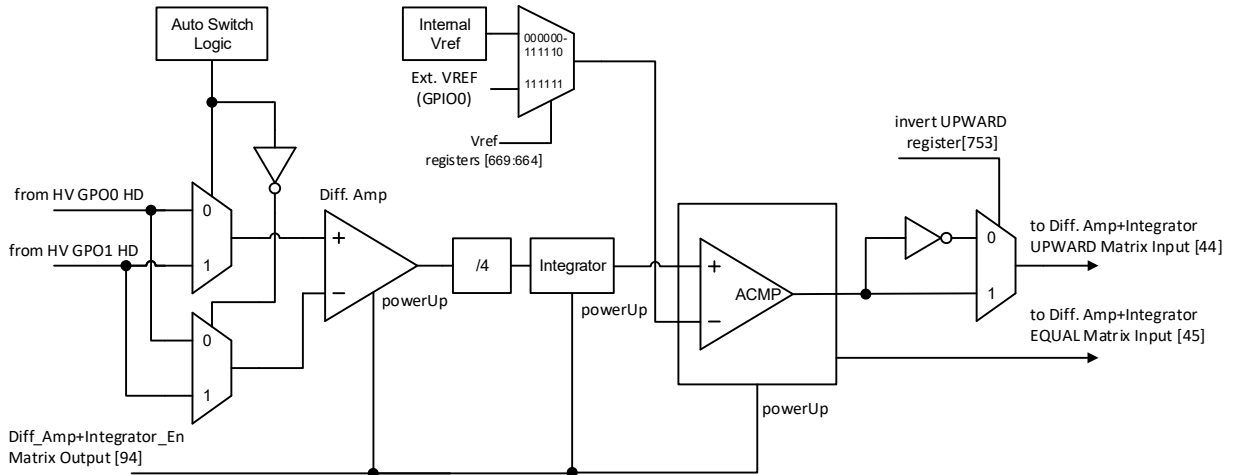 Auto Switch
Logic
Internal
Vref
000000-
111110
Ext. VREF
(GPIO0)
111111
Vref
registers [669:664]
invert UPWARD
register[753]
from HV GPO0 HD
0
Diff. Amp
+
from HV GPO1 HD
1
−
powerUp
/4
Integrator
powerUp
+
ACMP
−
0
1
to Diff. Amp+Integrator
UPWARD Matrix Input [44]
to Diff. Amp+Integrator
EQUAL Matrix Input [45]
0
1
powerUp
Diff_Amp+Integrator_En
Matrix Output [94]